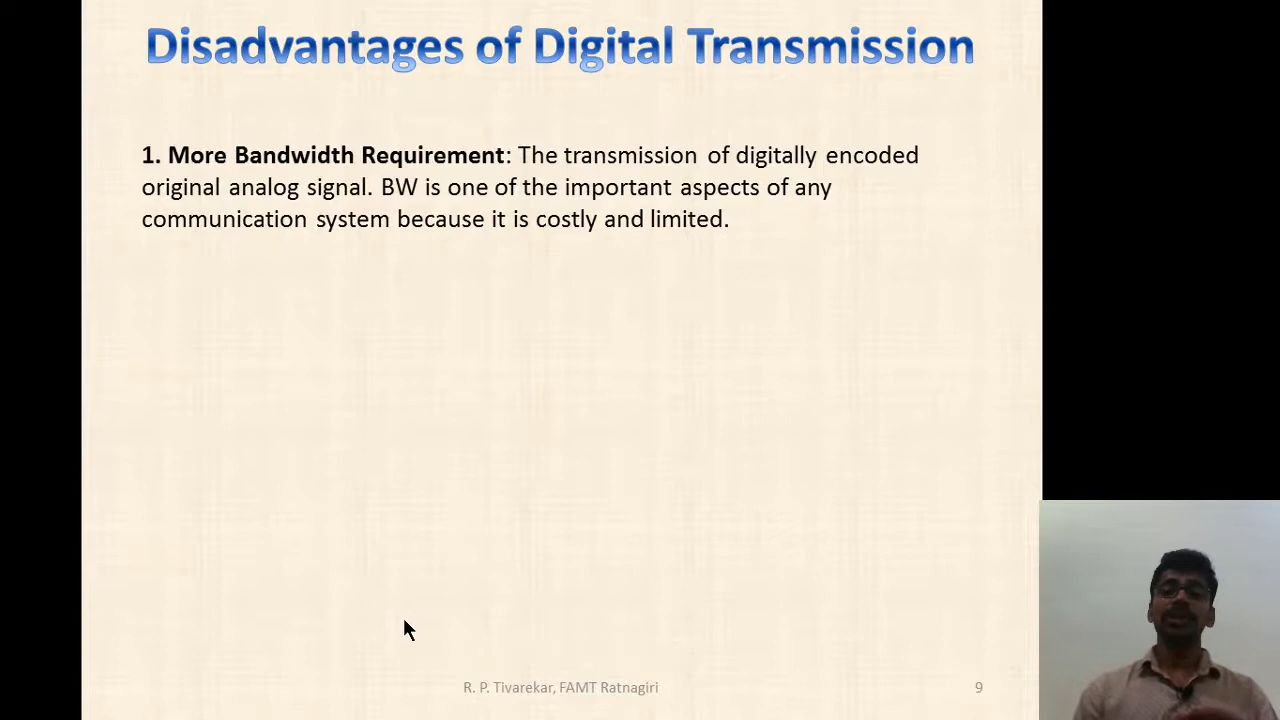 Disadvantages of Digital Transmission
1. More Bandwidth Requirement: The transmission of digitally encoded
original analog signal. BW is one of the important aspects of any
communication system because it is costly and limited.
R. P. Tivarekar, FAMT Ratnagiri
9